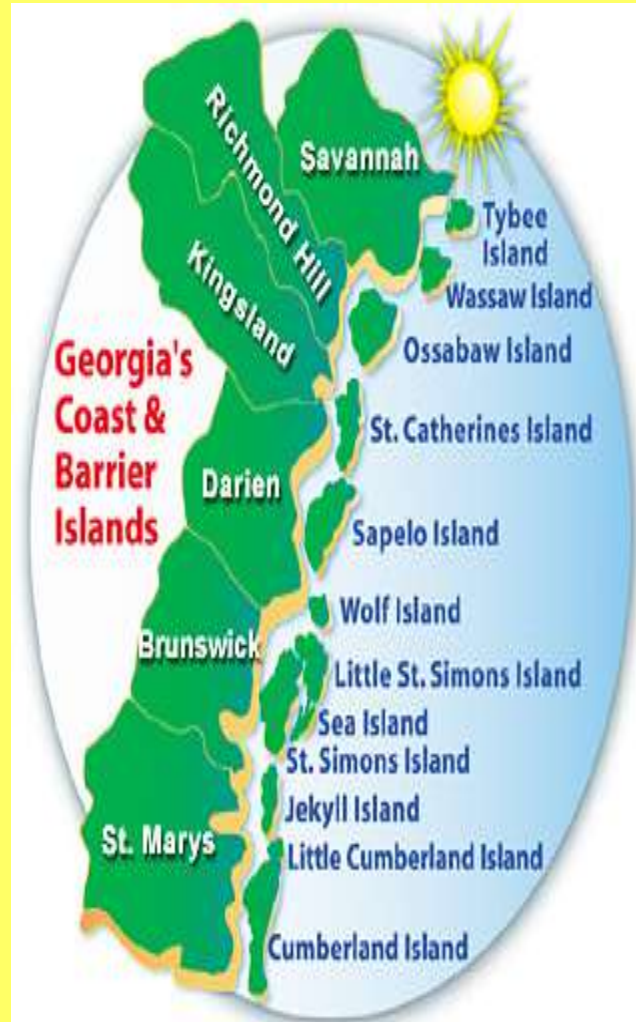 Richmond Hill
Savannah
Kingsland
Tybee
Island
Wassaw Island
Ossabaw Island
Georgia's
Coast &
Barrier
Islands
St. Catherines Island
Darien
Sapelo Island
Wolf Island
Brunswick
Little St. Simons Island
Sea Island
St. Simons Island
Jekyll Island
St. Marys
Little Cumberland Island
Cumberland Island